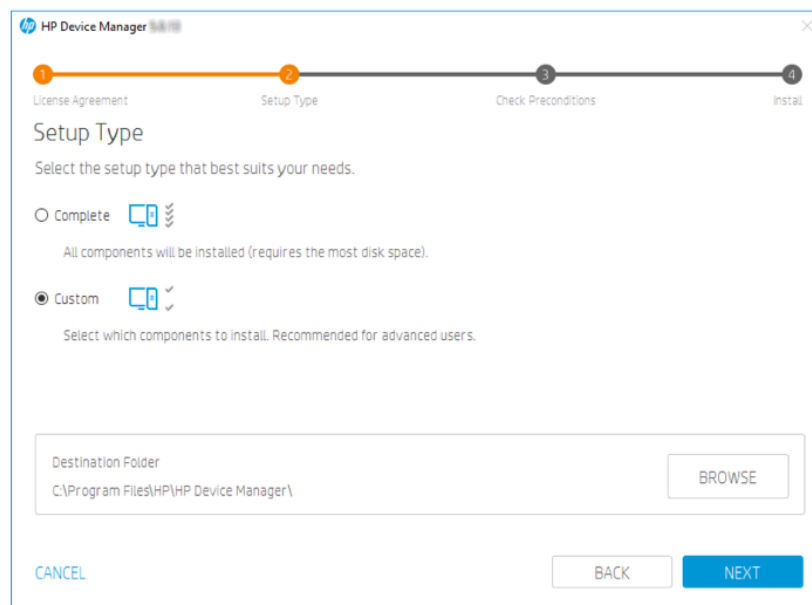 hp HP Device Manager
1 2 3 4
License Agreement Setup Type Check Preconditions Install
Setup Type
Select the setup type that best suits your needs.
Complete
All components will be installed (requires the most disk space).
Custom
Select which components to install. Recommended for advanced users.
Destination Folder
C:\Program Files\HP\HP Device Manager\
BROWSE
CANCEL BACK NEXT